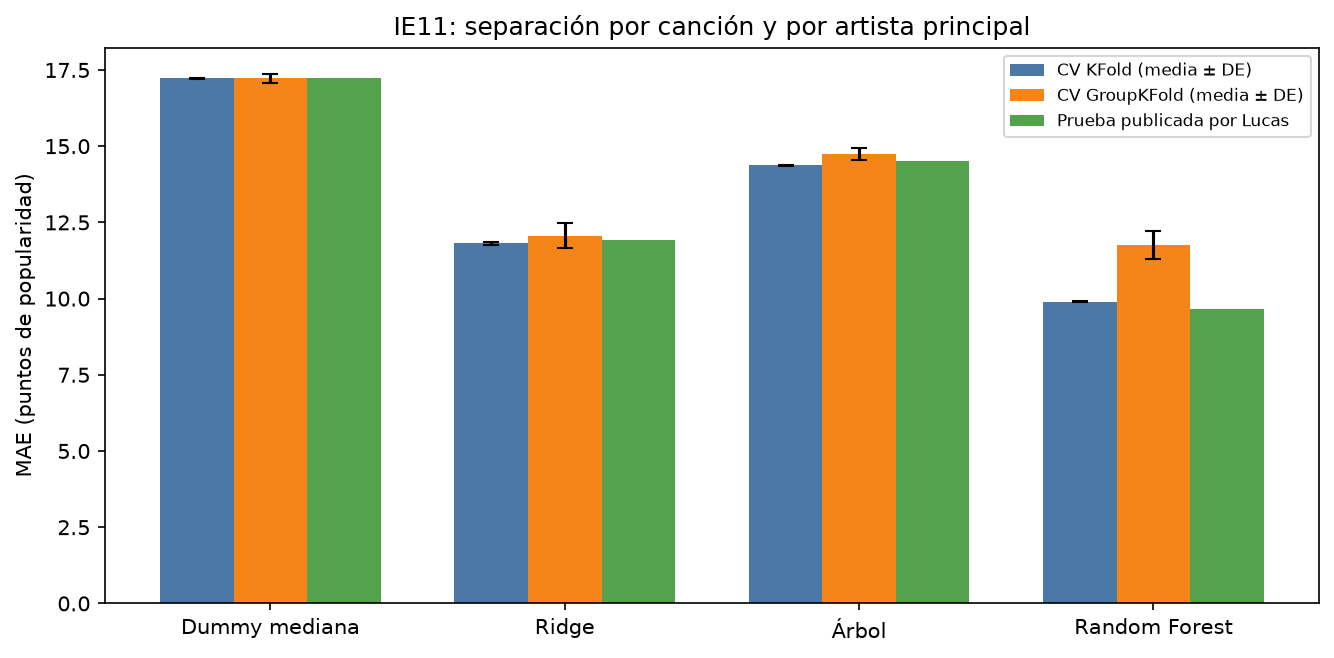 IE11: separación por canción y por artista principal
CV KFold (media ± DE)
CV GroupKFold (media ± DE)
Prueba publicada por Lucas
MAE (puntos de popularidad)
17.5
15.0
12.5
10.0
7.5
5.0
2.5
0.0
Dummy mediana
Ridge
Árbol
Random Forest